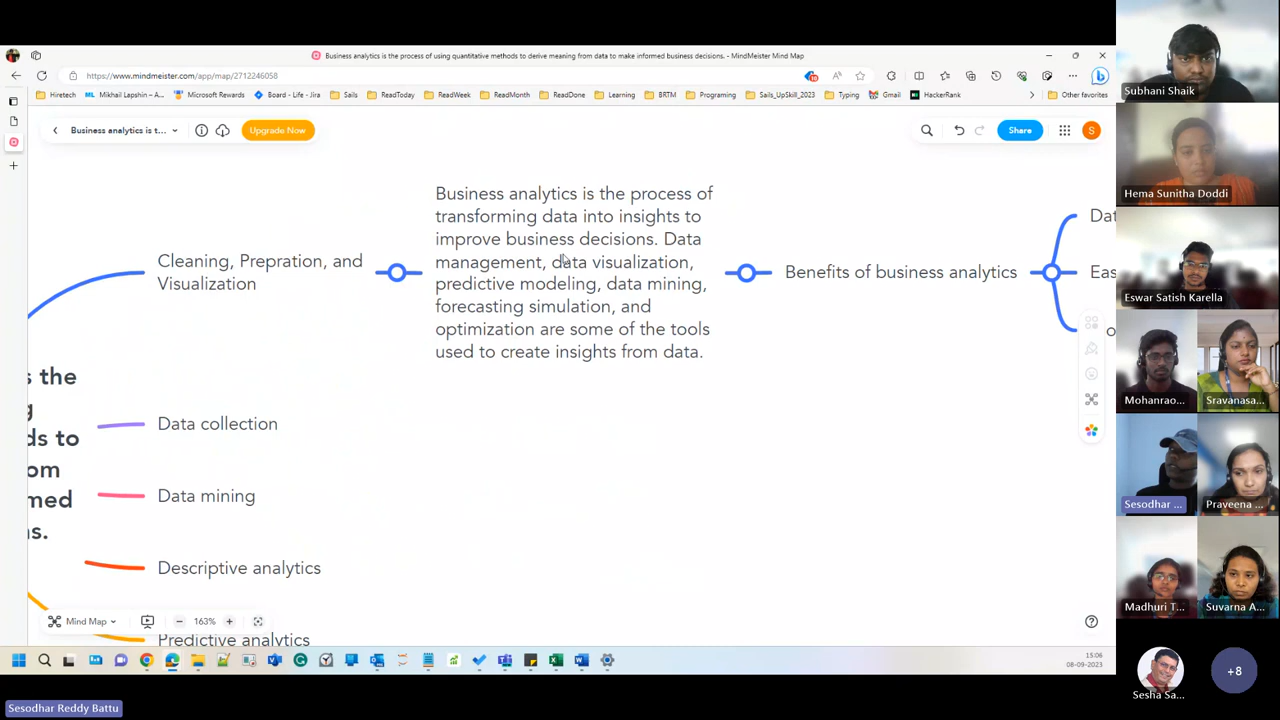 Business analytics is the process of using quantitative methods to derive meaning from data to make informed business decisions. - MindMeister Mind Map
https://www.mindmeister.com/app/map/2712246058
Hiretech
Mikhail Lapshin – A...
Microsoft Rewards
Board - Life - Jira
Sails
ReadToday
ReadWeek
ReadMonth
ReadDone
Learning
BRTM
Programing
Sails_UpSkill_2023
Typing
Gmail
HackerRank
Other favorites
Business analytics is t...
Upgrade Now
Share
S
Business analytics is the process of
transforming data into insights to
improve business decisions. Data
management, data visualization,
predictive modeling, data mining,
forecasting simulation, and
optimization are some of the tools
used to create insights from data.
Cleaning, Prepration, and
Visualization
Benefits of business analytics
Dat
Eas
o
s the
g
ds to
om
med
s.
Data collection
Data mining
Descriptive analytics
Predictive analytics
Mind Map
163%
15:06
08-09-2023
Subhani Shaik
Hema Sunitha Doddi
Eswar Satish Karella
Mohanrao...
Sravanasa...
Sesodhar ...
Praveena ...
Madhuri T...
Suvarna A...
Sesha Sa...
+8
Sesodhar Reddy Battu